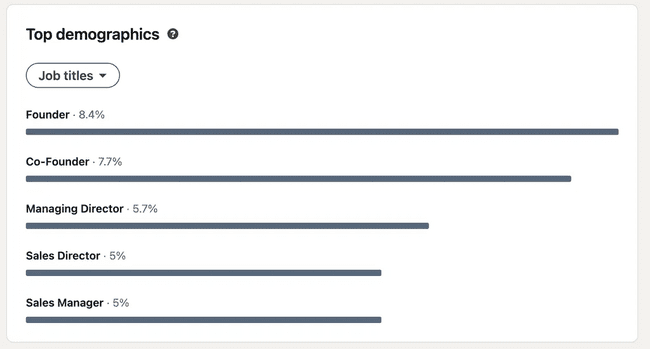 Top demographics ?
Job titles
Founder · 8.4%
Co-Founder · 7.7%
Managing Director · 5.7%
Sales Director · 5%
Sales Manager · 5%